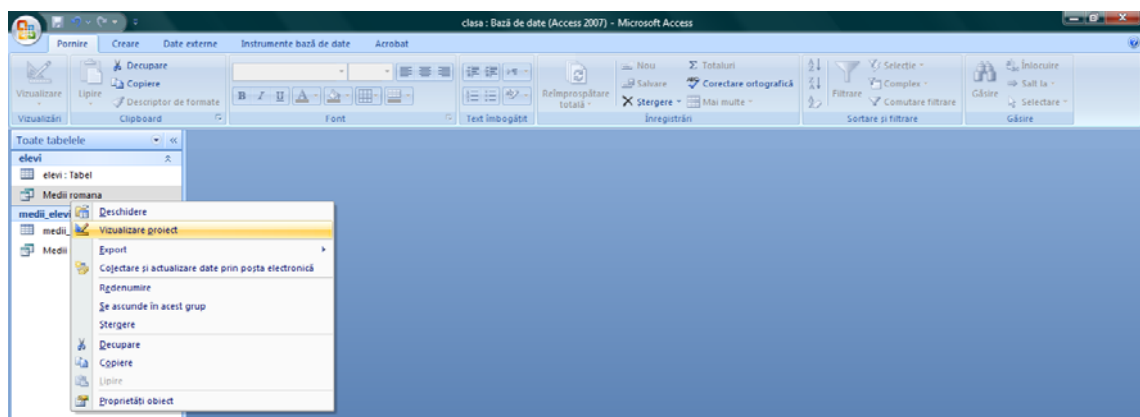 clasa : Bază de date (Access 2007) - Microsoft Access
Pornire Creare Date externe Instrumente bază de date Acrobat
Vizualizare
Vizualizări
Lipire
Decupare
Copiere
Descriptor de formate
Clipboard
B I U A
Font
Text îmbogățit
Reîmprospătare
totală
Nou
Salvare
Ștergere
Σ Totaluri
Corectare ortografică
Mai multe
Înregistrări
Filtrare
Selecție
Complex
Comutare filtrare
Sortare și filtrare
Găsire
Înlocuire
Salt la
Selectare
Găsire
Toate tabelele
elevi
elevi : Tabel
Medii romana
medii_elevi
medii_
Medii
Deschidere
Vizualizare proiect
Export
Colectare și actualizare date prin poșta electronică
Redenumire
Se ascunde în acest grup
Ștergere
Decupare
Copiere
Lipire
Proprietăți obiect